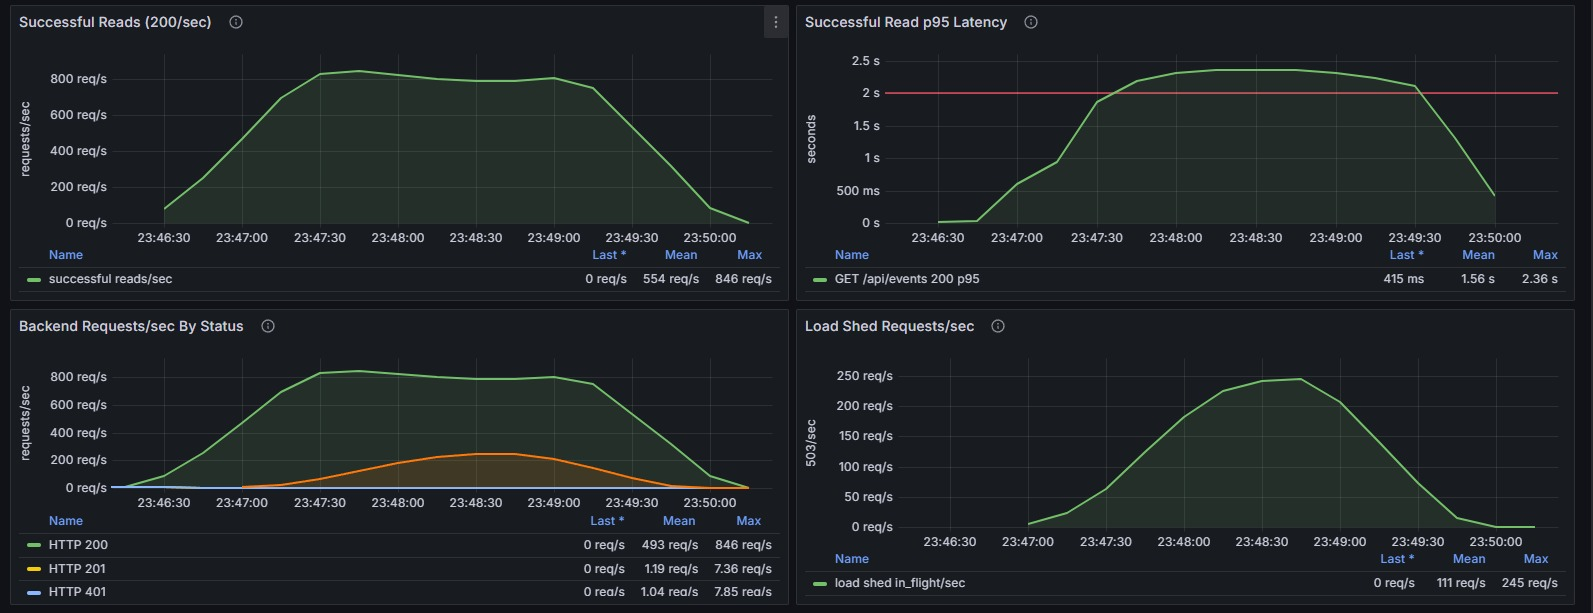 Successful Reads (200/sec)
requests/sec
800 req/s
600 req/s
400 req/s
200 req/s
0 req/s
23:46:30 23:47:00 23:47:30 23:48:00 23:48:30 23:49:00 23:49:30 23:50:00
Name Last * Mean Max
successful reads/sec 0 req/s 554 req/s 846 req/s
Successful Read p95 Latency
seconds
2.5 s
2 s
1.5 s
1 s
500 ms
0 s
23:46:30 23:47:00 23:47:30 23:48:00 23:48:30 23:49:00 23:49:30 23:50:00
Name Last * Mean Max
GET /api/events 200 p95 415 ms 1.56 s 2.36 s
Backend Requests/sec By Status
requests/sec
800 req/s
600 req/s
400 req/s
200 req/s
0 req/s
23:46:30 23:47:00 23:47:30 23:48:00 23:48:30 23:49:00 23:49:30 23:50:00
Name Last * Mean Max
HTTP 200 0 req/s 493 req/s 846 req/s
HTTP 201 0 req/s 1.19 req/s 7.36 req/s
HTTP 401 0 req/s 1.04 req/s 7.85 req/s
Load Shed Requests/sec
503/sec
250 req/s
200 req/s
150 req/s
100 req/s
50 req/s
0 req/s
23:46:30 23:47:00 23:47:30 23:48:00 23:48:30 23:49:00 23:49:30 23:50:00
Name Last * Mean Max
load shed in_flight/sec 0 req/s 111 req/s 245 req/s